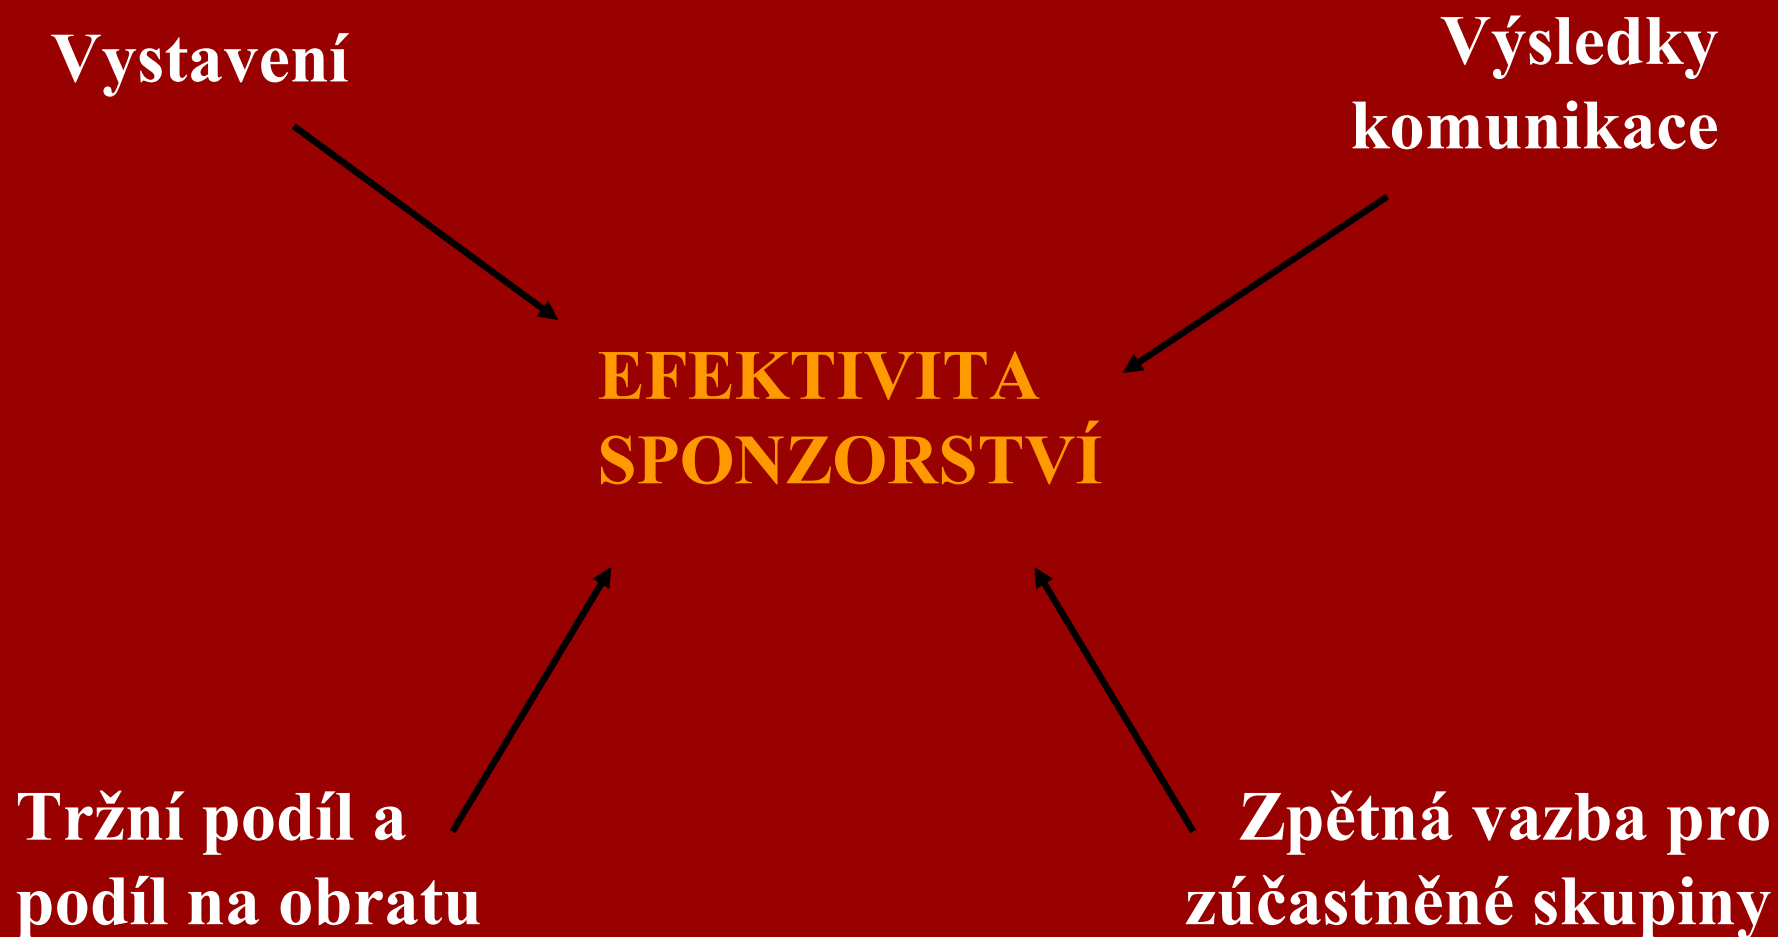 Vystavení
Výsledky
komunikace
EFEKTIVITA
SPONZORSTVÍ
Tržní podíl a
podíl na obratu
Zpětná vazba pro
zúčastněné skupiny